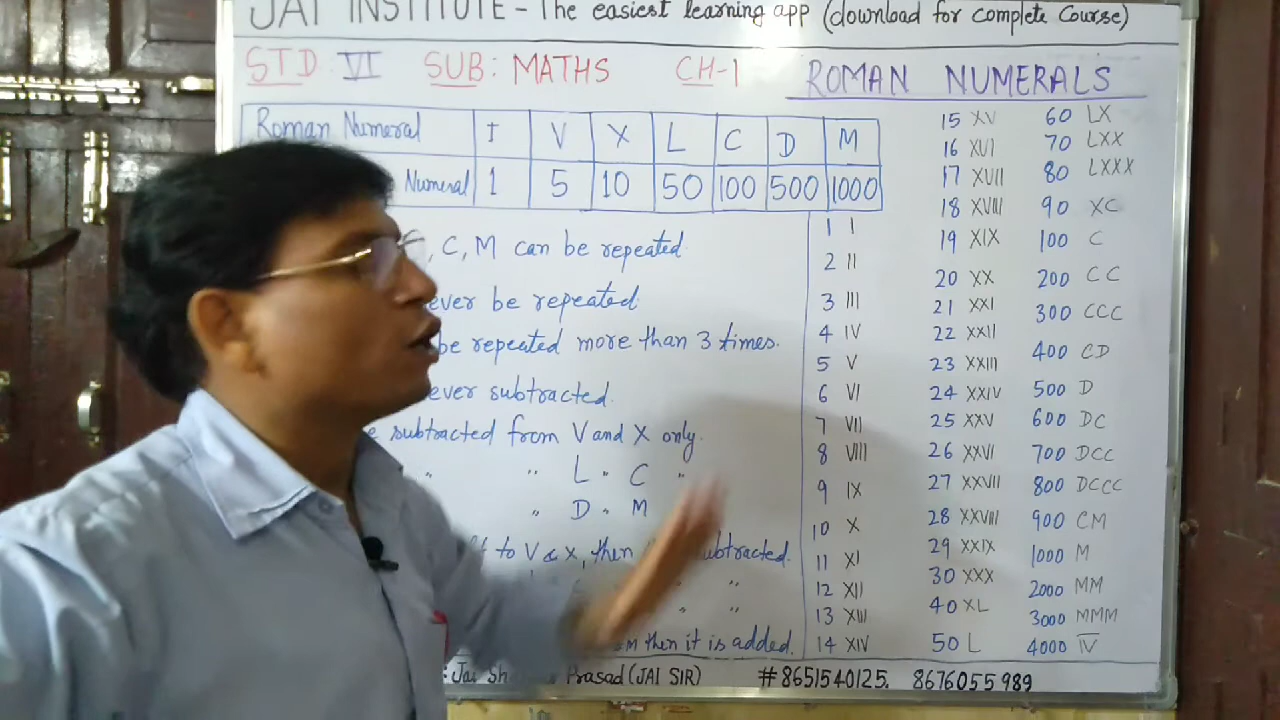 JAI INSTITUTE - The easiest learning app (download for complete Course)
STD VI SUB: MATHS CH-1 ROMAN NUMERALS
Roman Numeral I V X L C D M
Numeral 1 5 10 50 100 500 1000
, C, M can be repeated
ever be repeated
be repeated more than 3 times.
ever subtracted.
subtracted from V and X only.
" " L " C "
" D " M
to V & X, then subtracted.
" "
" "
M then it is added.
1 I
2 II
3 III
4 IV
5 V
6 VI
7 VII
8 VIII
9 IX
10 X
11 XI
12 XII
13 XIII
14 XIV
15 XV
16 XVI
17 XVII
18 XVIII
19 XIX
20 XX
21 XXI
22 XXII
23 XXIII
24 XXIV
25 XXV
26 XXVI
27 XXVII
28 XXVIII
29 XXIX
30 XXX
40 XL
50 L
60 LX
70 LXX
80 LXXX
90 XC
100 C
200 CC
300 CCC
400 CD
500 D
600 DC
700 DCC
800 DCCC
900 CM
1000 M
2000 MM
3000 MMM
4000 I̅V̅
: Jai Prasad (JAI SIR) # 8651540125. 8676055989